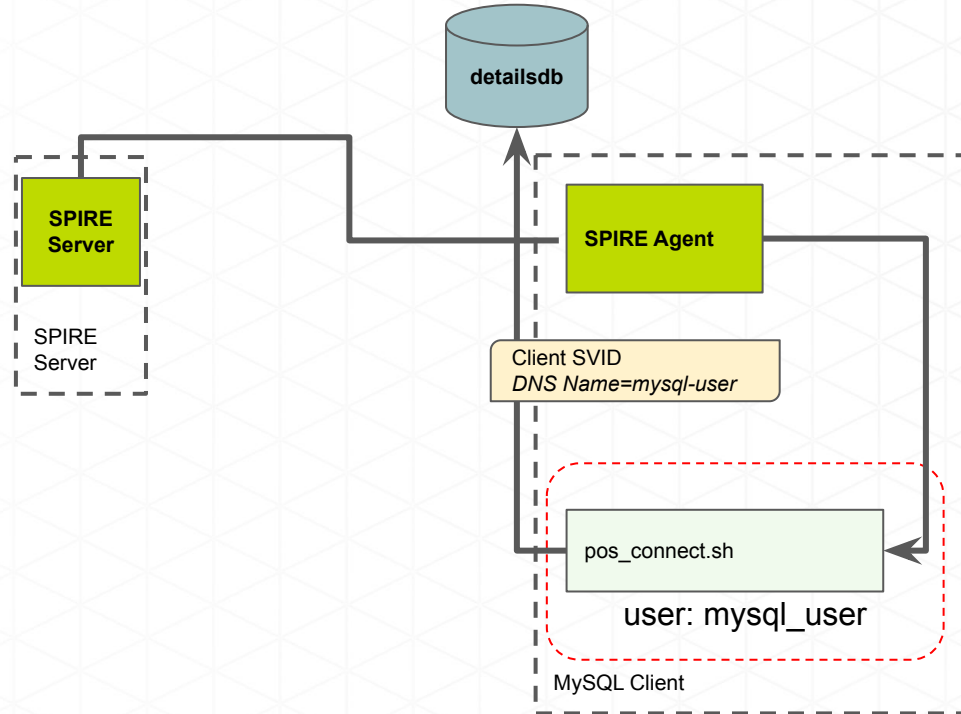 detailsdb
SPIRE
Server
SPIRE
Server
SPIRE Agent
Client SVID
DNS Name=mysql-user
pos_connect.sh
user: mysql_user
MySQL Client